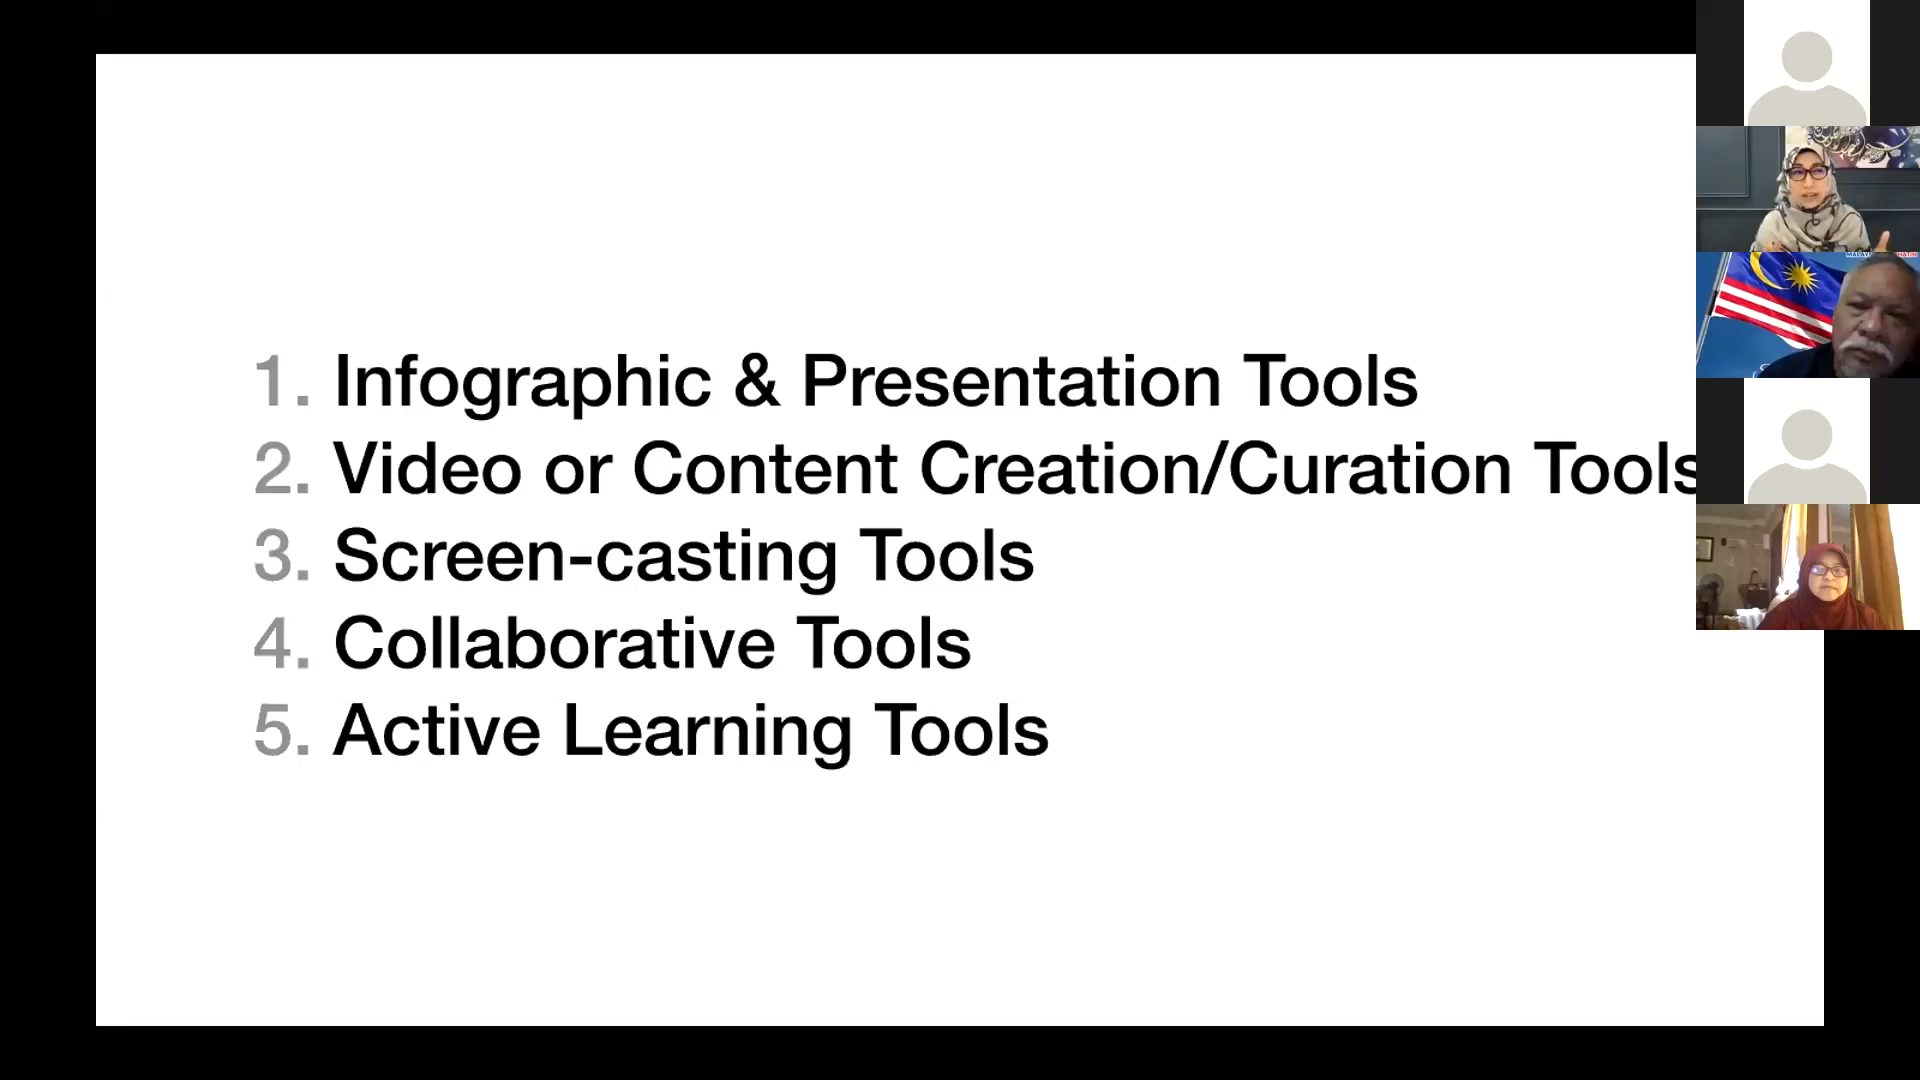 1. Infographic & Presentation Tools
2. Video or Content Creation/Curation Tools
3. Screen-casting Tools
4. Collaborative Tools
5. Active Learning Tools